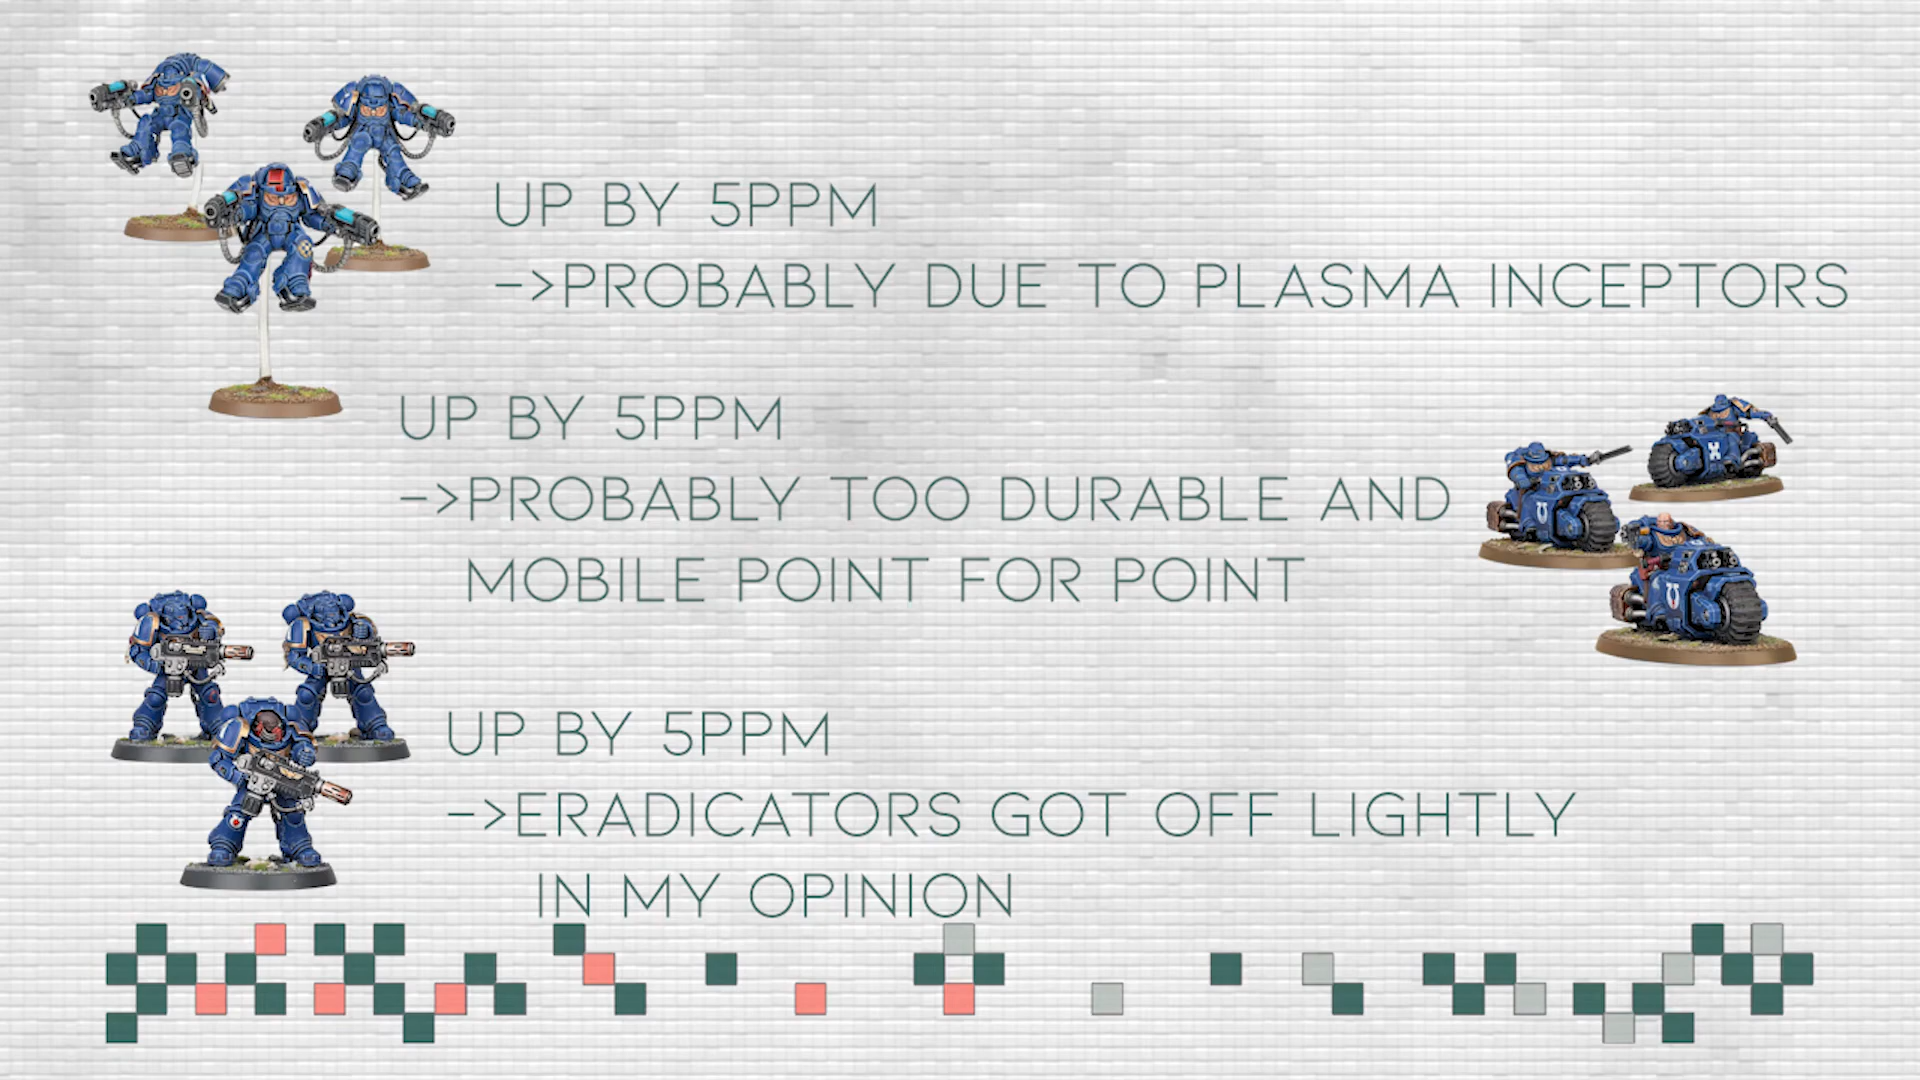 UP BY 5PPM
->PROBABLY DUE TO PLASMA INCEPTORS
UP BY 5PPM
->PROBABLY TOO DURABLE AND
MOBILE POINT FOR POINT
UP BY 5PPM
->ERADICATORS GOT OFF LIGHTLY
IN MY OPINION